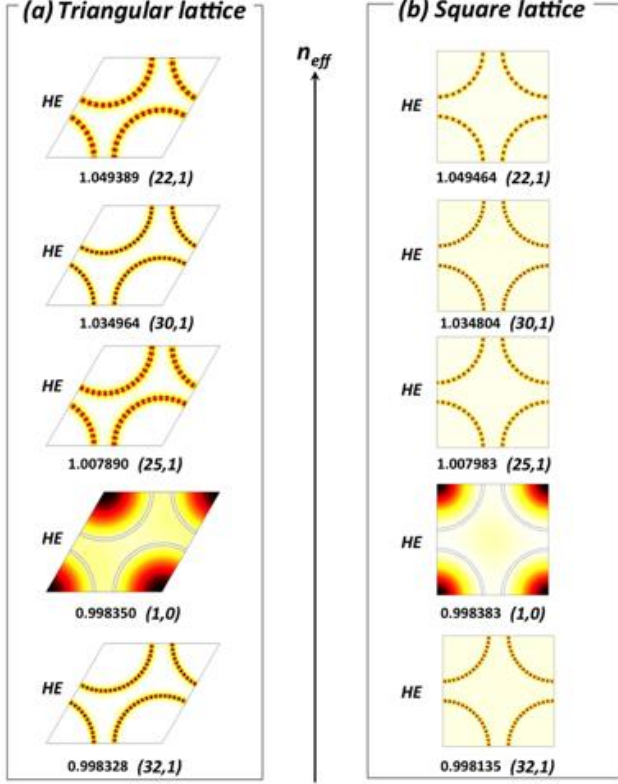 (a) Triangular lattice
HE
1.049389 (22,1)
HE
1.034964 (30,1)
HE
1.007890 (25,1)
HE
0.998350 (1,0)
HE
0.998328 (32,1)
neff
(b) Square lattice
HE
1.049464 (22,1)
HE
1.034804 (30,1)
HE
1.007983 (25,1)
HE
0.998383 (1,0)
HE
0.998135 (32,1)